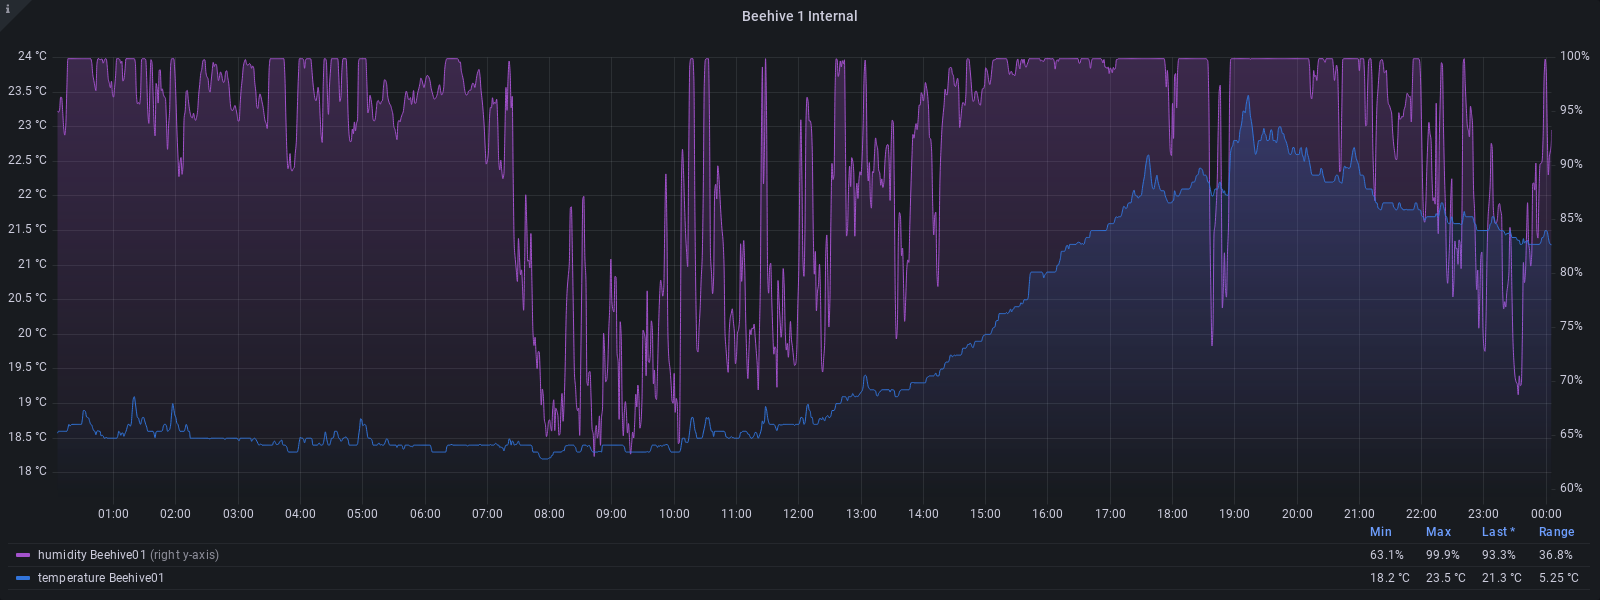 i
Beehive 1 Internal
24 °C 100%
23.5 °C 95%
23 °C
22.5 °C 90%
22 °C
21.5 °C 85%
21 °C 80%
20.5 °C
20 °C 75%
19.5 °C 70%
19 °C
18.5 °C 65%
18 °C 60%
01:00 02:00 03:00 04:00 05:00 06:00 07:00 08:00 09:00 10:00 11:00 12:00 13:00 14:00 15:00 16:00 17:00 18:00 19:00 20:00 21:00 22:00 23:00 00:00
Min Max Last * Range
humidity Beehive01 (right y-axis) 63.1% 99.9% 93.3% 36.8%
temperature Beehive01 18.2 °C 23.5 °C 21.3 °C 5.25 °C